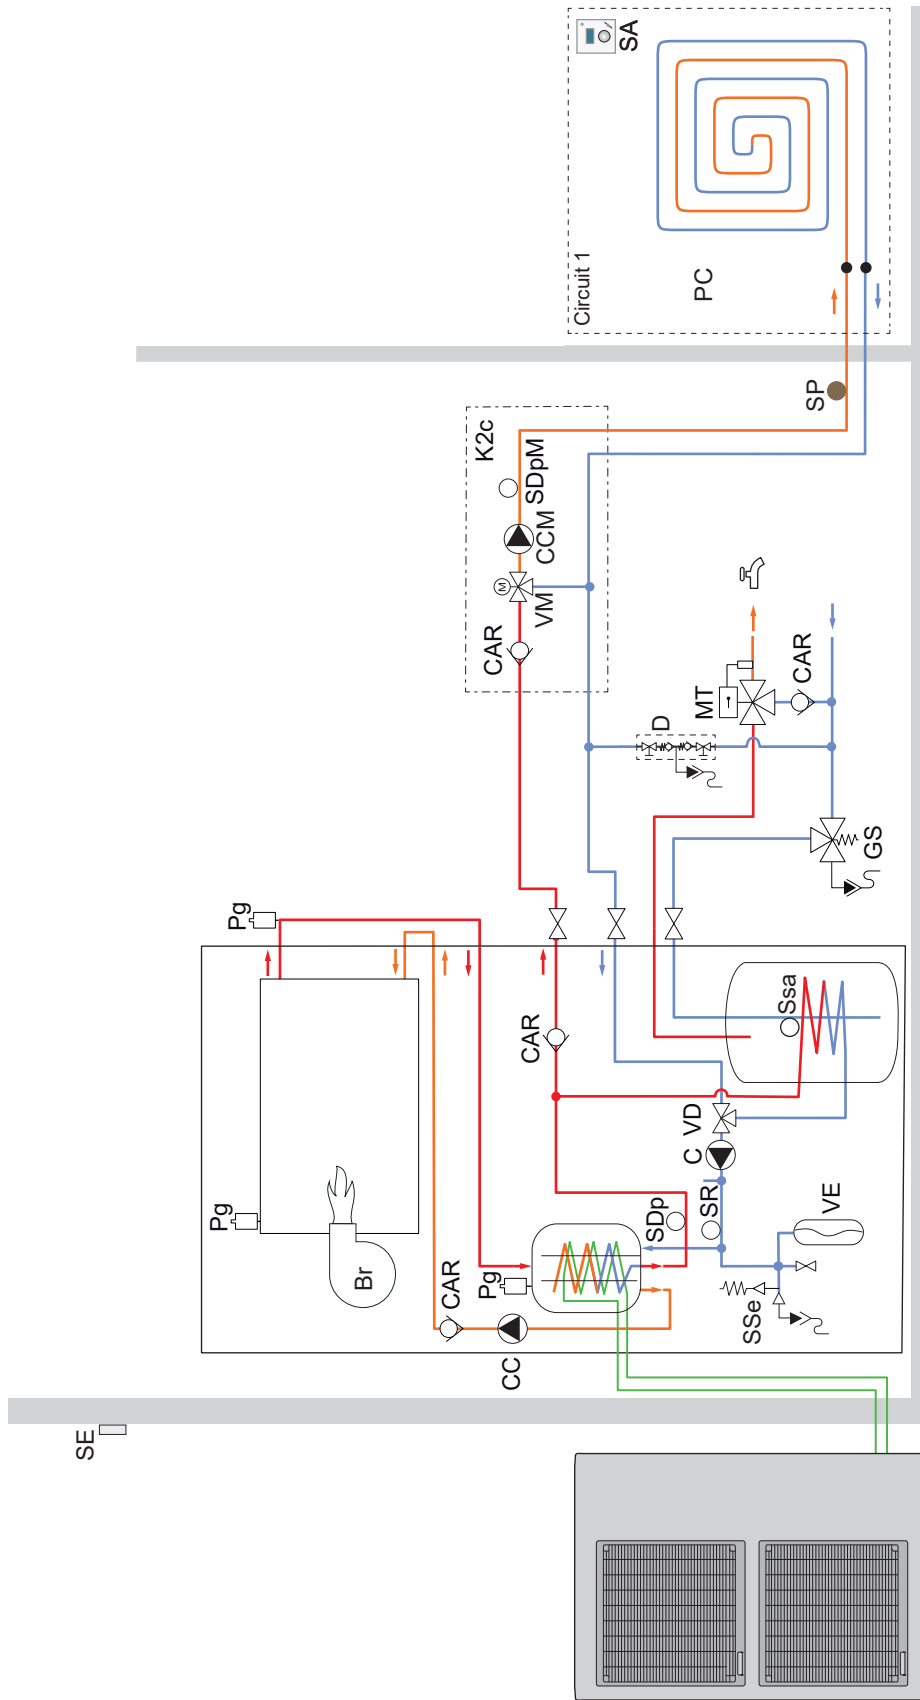 SA
Circuit 1
PC
SP
K2c
SDpM
CCM
M
VM
CAR
MT
CAR
D
GS
Pg
Ssa
CAR
VD
C
Pg
SDp
SR
VE
Br
Pg
CAR
SSe
CC
SE